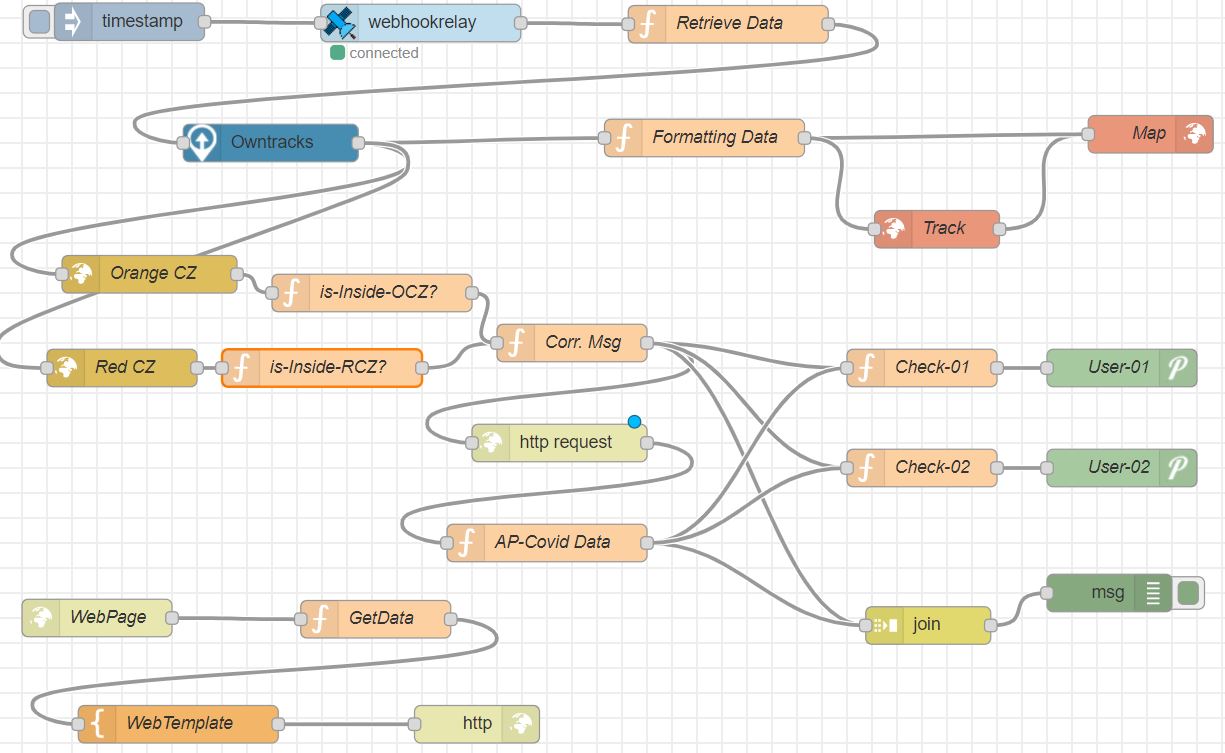 timestamp
webhookrelay
Retrieve Data
connected
Owntracks
Formatting Data
Map
Track
Orange CZ
is-Inside-OCZ?
Corr. Msg
Red CZ
is-Inside-RCZ?
Check-01
User-01
http request
Check-02
User-02
AP-Covid Data
msg
WebPage
GetData
join
WebTemplate
http